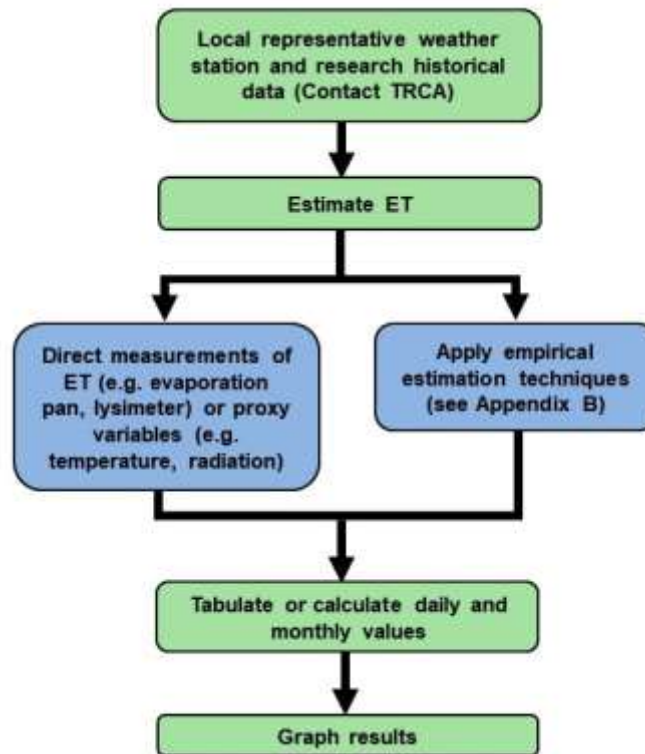 Local representative weather
station and research historical
data (Contact TRCA)
Estimate ET
Direct measurements of
ET (e.g. evaporation
pan, lysimeter) or proxy
variables (e.g.
temperature, radiation)
Apply empirical
estimation techniques
(see Appendix B)
Tabulate or calculate daily and
monthly values
Graph results